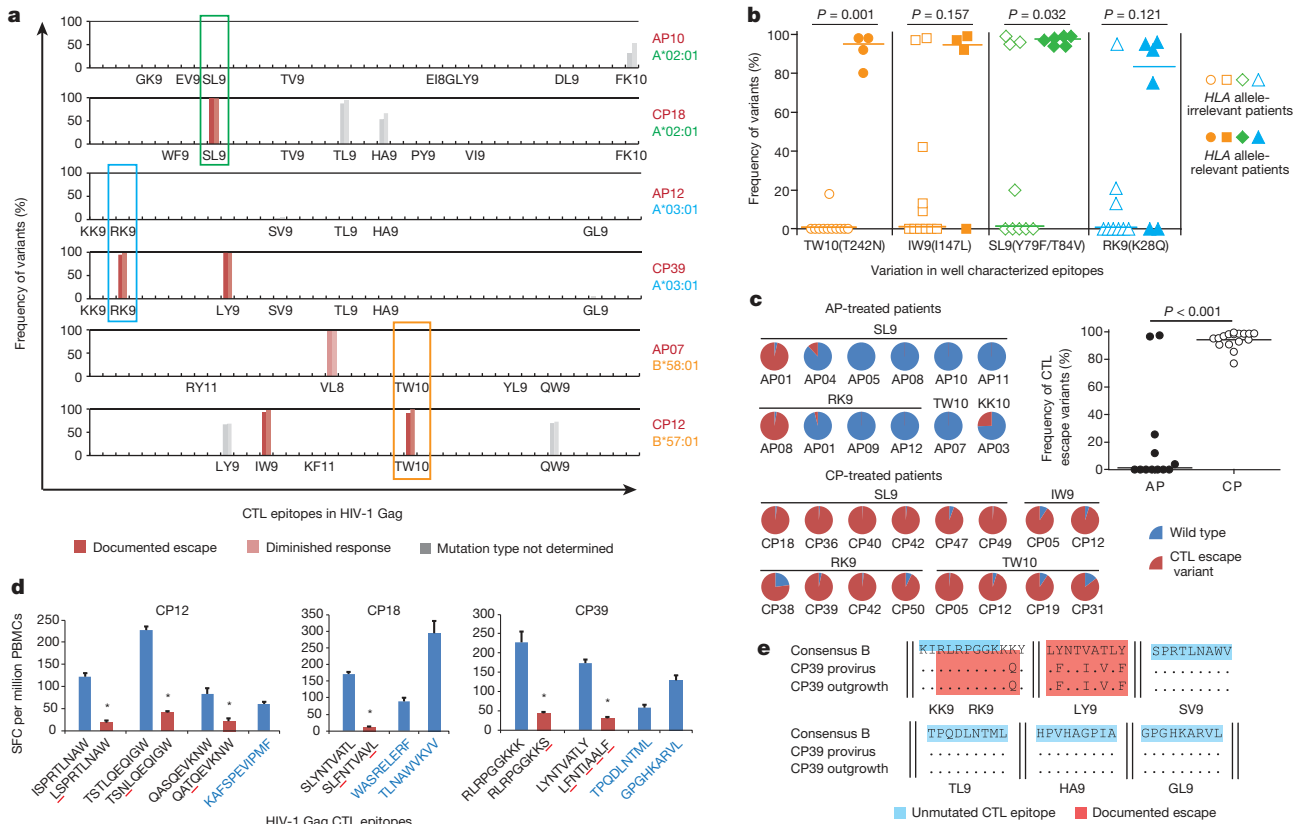 a
Frequency of variants (%)
100
50
0
GK9 EV9 SL9 TV9 EI8GLY9 DL9 FK10
AP10
A*02:01
100
50
0
WF9 SL9 TV9 TL9 HA9 PY9 VI9 FK10
CP18
A*02:01
100
50
0
KK9 RK9 SV9 TL9 HA9 GL9
AP12
A*03:01
100
50
0
KK9 RK9 LY9 SV9 TL9 HA9 GL9
CP39
A*03:01
100
50
0
RY11 VL8 TW10 YL9 QW9
AP07
B*58:01
100
50
0
LY9 IW9 KF11 TW10 QW9
CP12
B*57:01
CTL epitopes in HIV-1 Gag
Documented escape Diminished response Mutation type not determined
b
P = 0.001 P = 0.157 P = 0.032 P = 0.121
Frequency of variants (%)
100
80
60
40
20
0
TW10(T242N) IW9(I147L) SL9(Y79F/T84V) RK9(K28Q)
Variation in well characterized epitopes
HLA allele-
irrelevant patients
HLA allele-
relevant patients
c
AP-treated patients
SL9
AP01 AP04 AP05 AP08 AP10 AP11
RK9 TW10 KK10
AP08 AP01 AP09 AP12 AP07 AP03
CP-treated patients
SL9 IW9
CP18 CP36 CP40 CP42 CP47 CP49 CP05 CP12
RK9 TW10
CP38 CP39 CP42 CP50 CP05 CP12 CP19 CP31
P < 0.001
Frequency of CTL
escape variants (%)
100
80
60
40
20
0
AP CP
Wild type
CTL escape
variant
d
SFC per million PBMCs
CP12
250
200
150
100
50
0
* * *
ISPRTLNAW
LSPRTLNAW
TSTLQEQIGW
TSNLQEQIGW
QASQEVKNW
QATQEVKNW
KAFSPEVIPMF
CP18
350
300
250
200
150
100
50
0
*
SLYNTVATL
SLFNTVAVL
WASRELERF
TLNAWVKVV
CP39
300
250
200
150
100
50
0
* *
RLRPGGKKK
RLRPGGKKS
LYNTVATLY
LFNTIAALF
TPQDLNTML
GPGHKARVL
HIV-1 Gag CTL epitopes
e
Consensus B KIRLRPGGKKKY LYNTVATLY SPRTLNAWV
CP39 provirus ..........Q. .F..I.V.F .........
CP39 outgrowth ..........Q. .F..I.V.F .........
KK9 RK9 LY9 SV9
Consensus B TPQDLNTML HPVHAGPIA GPGHKARVL
CP39 provirus ......... ......... .........
CP39 outgrowth ......... ......... .........
TL9 HA9 GL9
Unmutated CTL epitope Documented escape